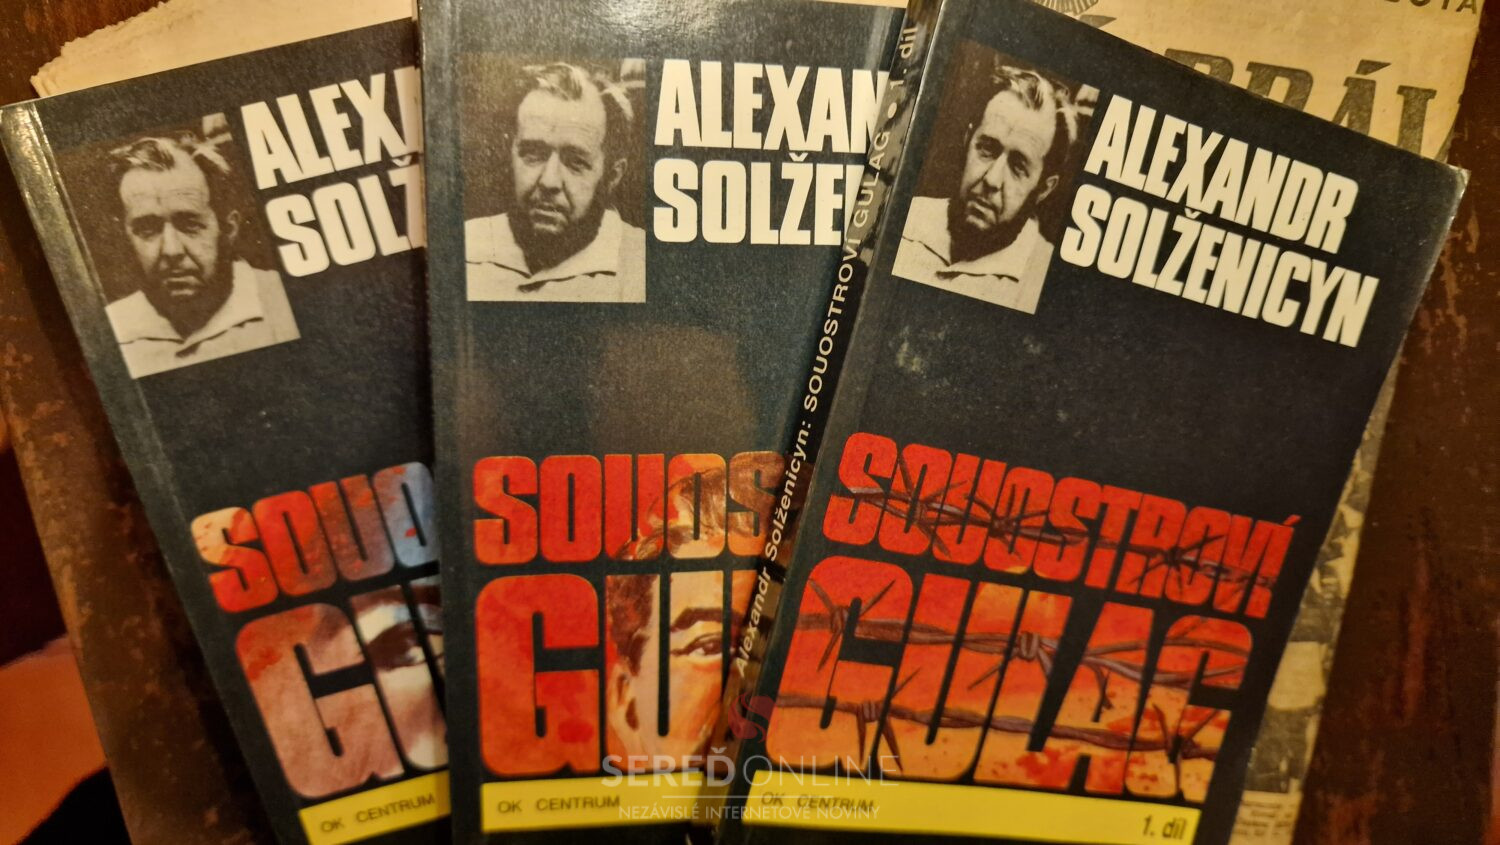 ALEX
SOLŽ
SOUO
GU
OK CENTRUM
ALEXAN
SOLŽE
SOUOS
GU
OK CENTRUM
Alexandr Solženicyn: SOUOSTROVÍ GULAG • 1. díl
ALEXANDR
SOLŽENICYN
SOUOSTROVÍ
GULAG
OK CENTRUM
1. díl
SEREĎONLINE
NEZÁVISLÉ INTERNETOVÉ NOVINY